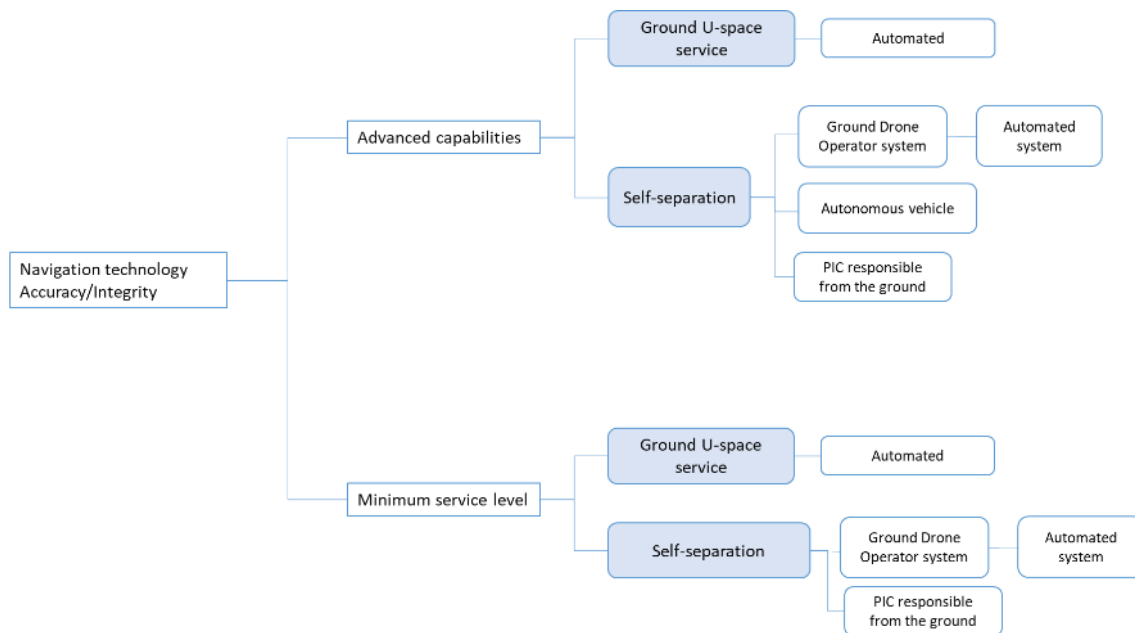 Ground U-space
service
Automated
Advanced capabilities
Ground Drone
Operator system
Automated
system
Self-separation
Autonomous vehicle
PIC responsible
from the ground
Navigation technology
Accuracy/Integrity
Ground U-space
service
Automated
Minimum service level
Self-separation
Ground Drone
Operator system
Automated
system
PIC responsible
from the ground